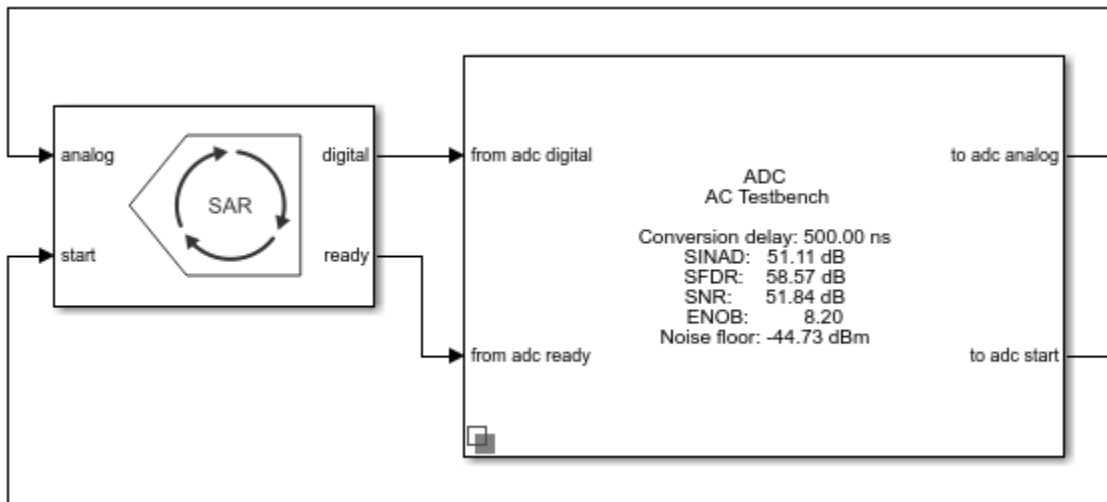 analog
start
SAR
digital
ready
from adc digital
from adc ready
ADC
AC Testbench
Conversion delay: 500.00 ns
SINAD: 51.11 dB
SFDR: 58.57 dB
SNR: 51.84 dB
ENOB: 8.20
Noise floor: -44.73 dBm
to adc analog
to adc start